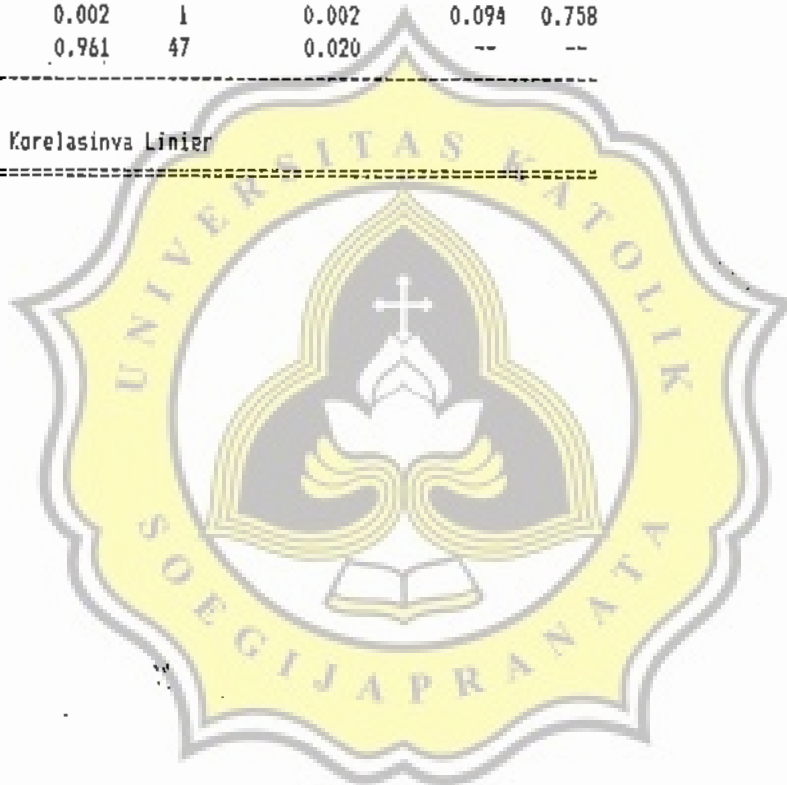 0.002 1 0.002 0.094 0.758
0.961 47 0.020 -- --
Korelasinva Linier
UNIVERSITAS KATOLIK
SOEGIJAPRANATA